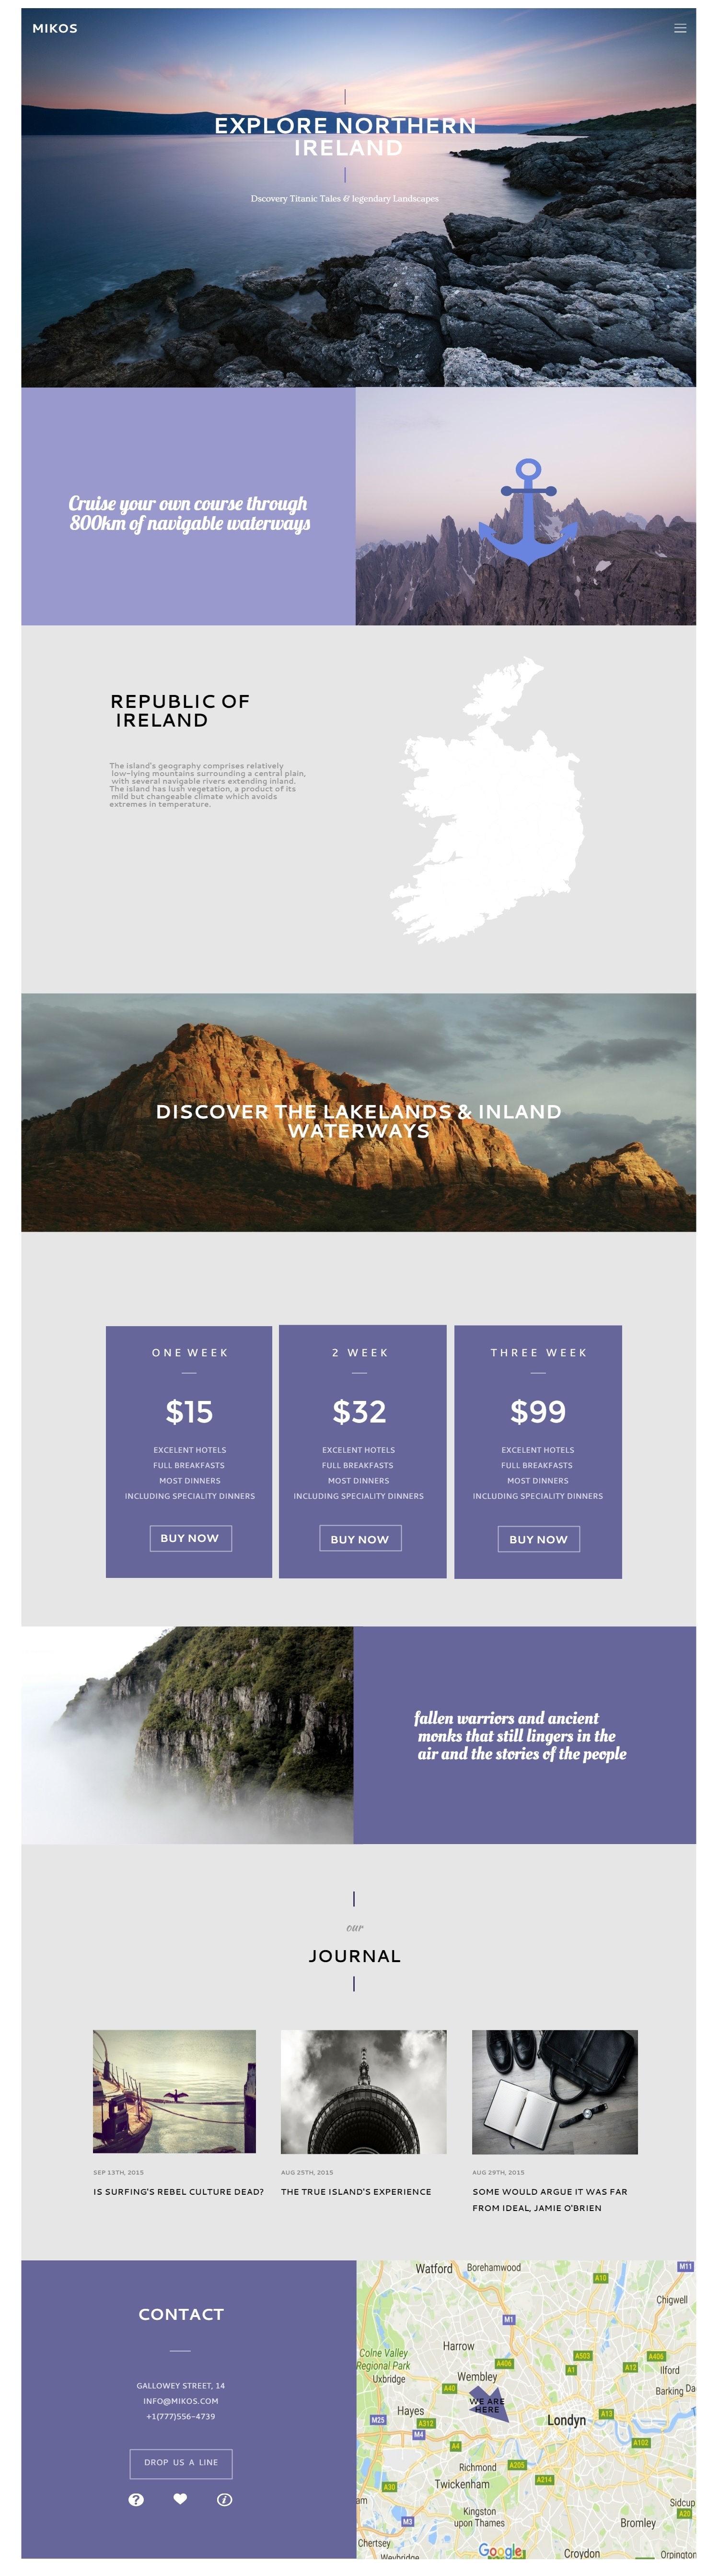 MIKOS
EXPLORE NORTHERN
IRELAND
Dscovery Titanic Tales & legendary Landscapes
Cruise your own course through
800km of navigable waterways
REPUBLIC OF
IRELAND
The island's geography comprises relatively
low-lying mountains surrounding a central plain,
with several navigable rivers extending inland.
The island has lush vegetation, a product of its
mild but changeable climate which avoids
extremes in temperature.
DISCOVER THE LAKELANDS & INLAND
WATERWAYS
ONE WEEK
$15
EXCELENT HOTELS
FULL BREAKFASTS
MOST DINNERS
INCLUDING SPECIALITY DINNERS
BUY NOW
2 WEEK
$32
EXCELENT HOTELS
FULL BREAKFASTS
MOST DINNERS
INCLUDING SPECIALITY DINNERS
BUY NOW
THREE WEEK
$99
EXCELENT HOTELS
FULL BREAKFASTS
MOST DINNERS
INCLUDING SPECIALITY DINNERS
BUY NOW
fallen warriors and ancient
monks that still lingers in the
air and the stories of the people
our
JOURNAL
SEP 13TH, 2015
IS SURFING'S REBEL CULTURE DEAD?
AUG 25TH, 2015
THE TRUE ISLAND'S EXPERIENCE
AUG 29TH, 2015
SOME WOULD ARGUE IT WAS FAR
FROM IDEAL, JAMIE O'BRIEN
CONTACT
GALLOWEY STREET, 14
INFO@MIKOS.COM
+1(777)556-4739
DROP US A LINE
Watford
Borehamwood
M11
A10
Chigwell
M1
Harrow
Colne Valley
Regional Park
A503
A406
A406
A1
A12
Ilford
Uxbridge
Wembley
A40
Barking
Da
WE ARE
HERE
Hayes
M25
A312
M4
Londyn
A13
A4
A102
Richmond
A205
A214
Twickenham
A30
am
M3
Kingston
upon Thames
Sidcup
A20
Bromley
Chertsey
Weybridge
Google
Croydon
Orpington